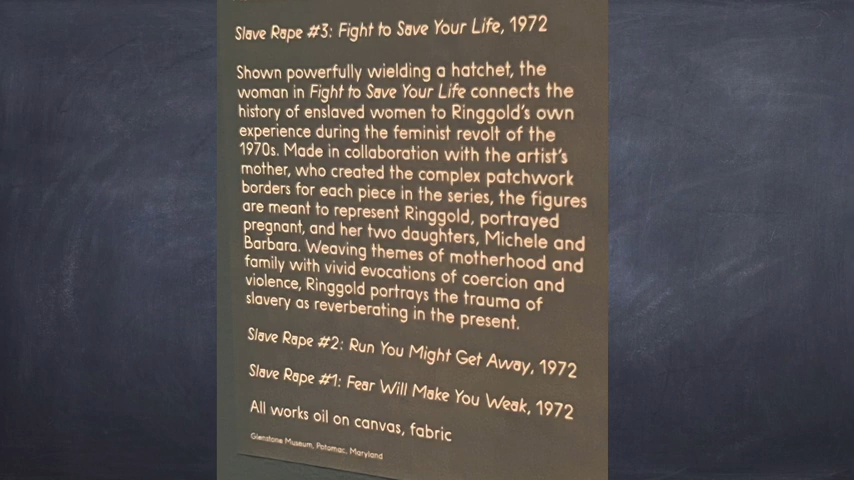 Slave Rape #3: Fight to Save Your Life, 1972
Shown powerfully wielding a hatchet, the
woman in Fight to Save Your Life connects the
history of enslaved women to Ringgold's own
experience during the feminist revolt of the
1970s. Made in collaboration with the artist's
mother, who created the complex patchwork
borders for each piece in the series, the figures
are meant to represent Ringgold, portrayed
pregnant, and her two daughters, Michele and
Barbara. Weaving themes of motherhood and
family with vivid evocations of coercion and
violence, Ringgold portrays the trauma of
slavery as reverberating in the present.
Slave Rape #2: Run You Might Get Away, 1972
Slave Rape #1: Fear Will Make You Weak, 1972
All works oil on canvas, fabric
Glenstone Museum, Potomac, Maryland